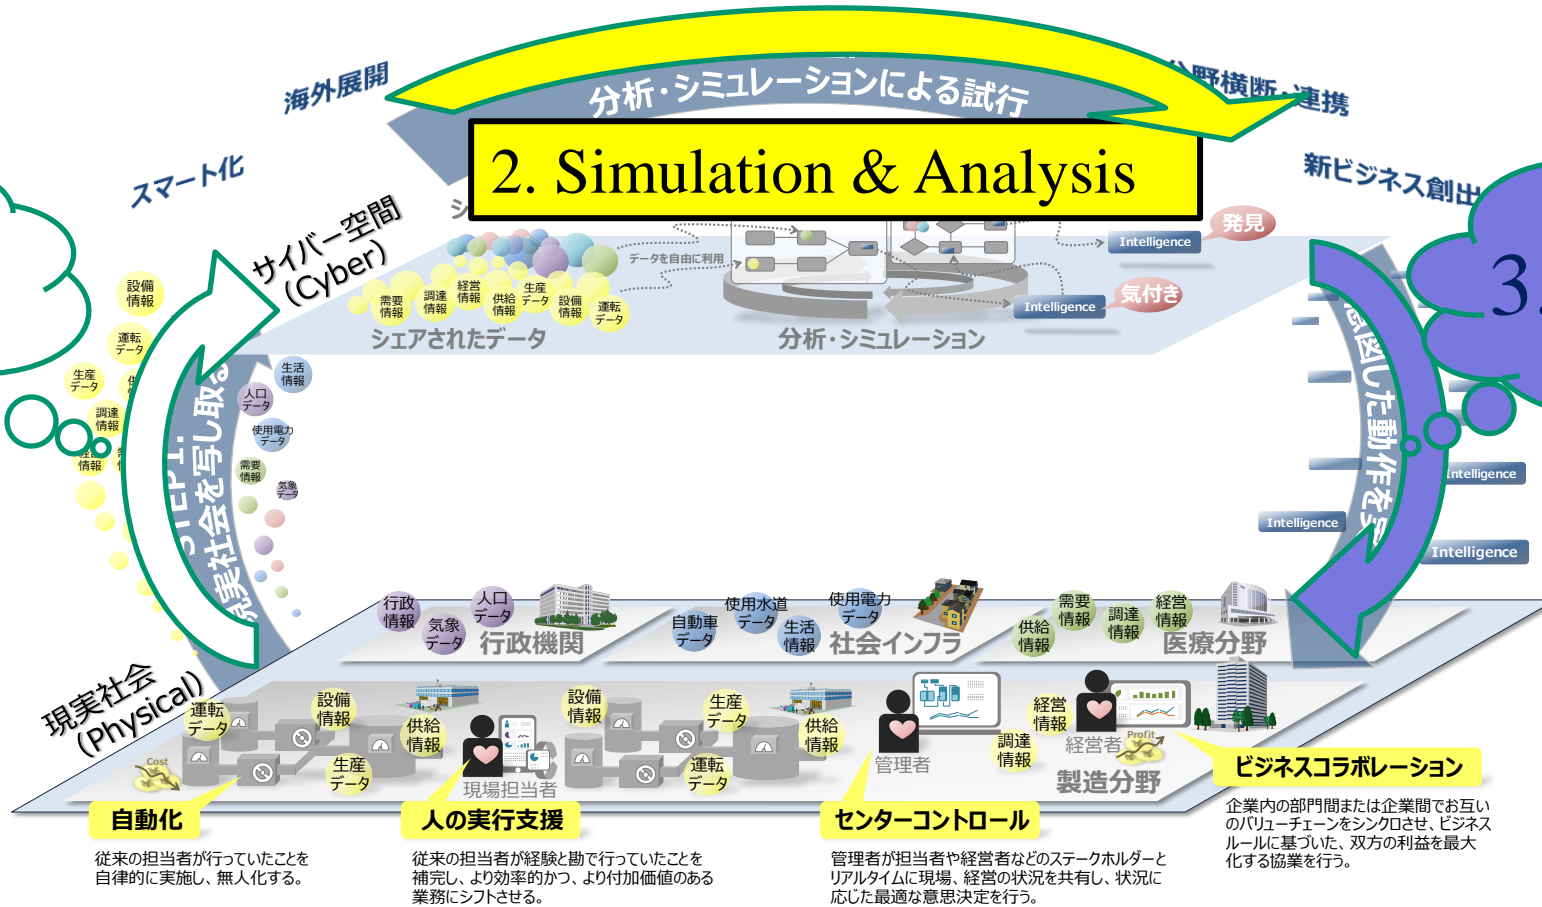 海外展開
分析・シミュレーションによる試行
分野横断・連携
スマート化
2. Simulation & Analysis
新ビジネス創出
サイバー空間
(Cyber)
発見
Intelligence
データを自由に利用
3.
設備
情報
気付き
Intelligence
需要
情報
調達
情報
経営
情報
供給
情報
生産
データ
設備
情報
運転
データ
シェアされたデータ
分析・シミュレーション
運転
データ
生産
データ
調達
情報
生活
情報
人口
データ
使用電力
データ
需要
情報
気象
データ
STEP1:
現実社会を写し取る
意図した動作を実
Intelligence
Intelligence
Intelligence
行政
情報
気象
データ
人口
データ
行政機関
自動車
データ
使用水道
データ
生活
情報
使用電力
データ
社会インフラ
供給
情報
需要
情報
調達
情報
経営
情報
医療分野
現実社会
(Physical)
運転
データ
設備
情報
供給
情報
生産
データ
Cost
現場担当者
設備
情報
生産
データ
供給
情報
運転
データ
管理者
経営
情報
調達
情報
経営者
Profit
製造分野
自動化
従来の担当者が行っていたことを
自律的に実施し、無人化する。
人の実行支援
従来の担当者が経験と勘で行っていたことを
補完し、より効率的かつ、より付加価値のある
業務にシフトさせる。
センターコントロール
管理者が担当者や経営者などのステークホルダーと
リアルタイムに現場、経営の状況を共有し、状況に
応じた最適な意思決定を行う。
ビジネスコラボレーション
企業内の部門間または企業間でお互い
のバリューチェーンをシンクロさせ、ビジネス
ルールに基づいた、双方の利益を最大
化する協業を行う。